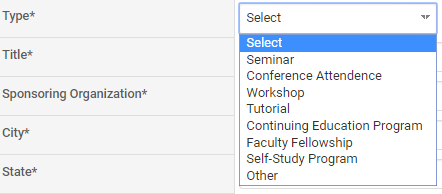 Type*
Select
Select
Title*
Seminar
Conference Attendence
Sponsoring Organization*
Workshop
Tutorial
City*
Continuing Education Program
Faculty Fellowship
State*
Self-Study Program
Other